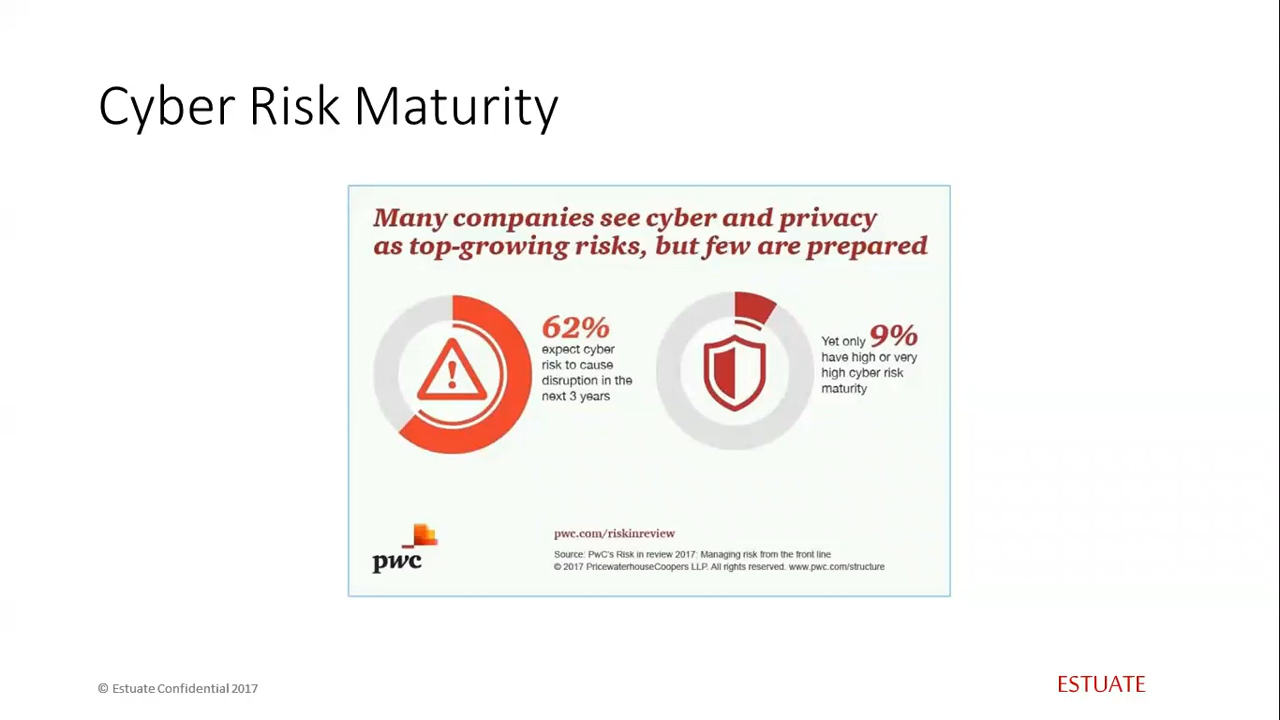 Cyber Risk Maturity
Many companies see cyber and privacy
as top-growing risks, but few are prepared
62%
expect cyber
risk to cause
disruption in the
next 3 years
Yet only 9%
have high or very
high cyber risk
maturity
pwc
pwc.com/riskinreview
Source: PwC's Risk in review 2017: Managing risk from the front line
© 2017 PricewaterhouseCoopers LLP. All rights reserved. www.pwc.com/structure
© Estuate Confidential 2017
ESTUATE